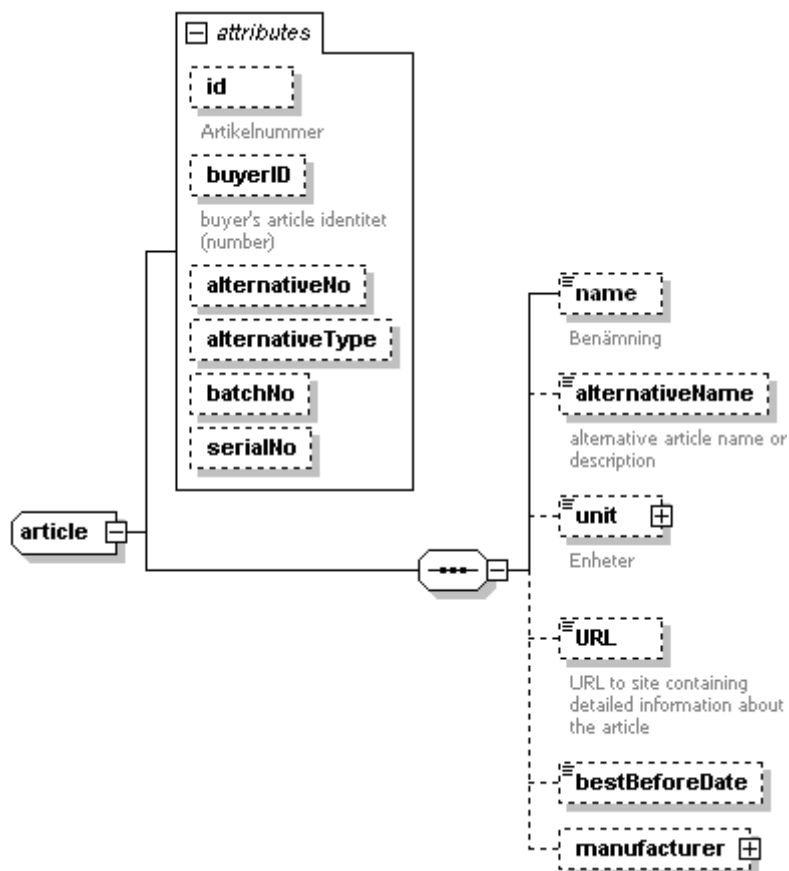 attributes
id
Artikelnummer
buyerID
buyer's article identitet
(number)
alternativeNo
alternativeType
batchNo
serialNo
article
name
Benämning
alternativeName
alternative article name or
description
unit
Enheter
URL
URL to site containing
detailed information about
the article
bestBeforeDate
manufacturer